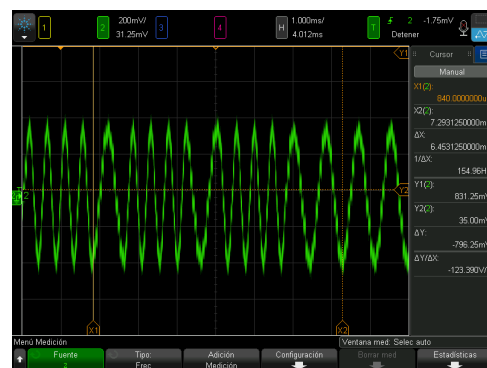 1 2 200mV/ 31.25mV 3 4 H 1.000ms/ 4.012ms T 2 -1.75mV Detener
Cursor
Manual
X1(2):
840.0000000u
X2(2):
7.2931250000m
ΔX:
6.4531250000m
1/ΔX:
154.96H
Y1(2):
831.25m
Y2(2):
35.00m
ΔY:
-796.25m
ΔY/ΔX:
-123.390V/
Y1
Y2
2
X1 X2
Menú Medición Ventana med: Selec auto
Fuente 2
Tipo: Frec
Adición Medición
Configuración
Borrar med
Estadísticas